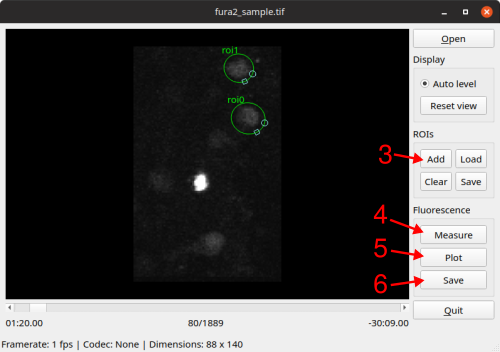 fura2_sample.tif
Open
Display
Auto level
Reset view
roi1
roi0
ROIs
3
Add Load
Clear Save
Fluorescence
4
Measure
5
Plot
6
Save
Quit
01:20.00 80/1889 -30:09.00
Framerate: 1 fps | Codec: None | Dimensions: 88 x 140